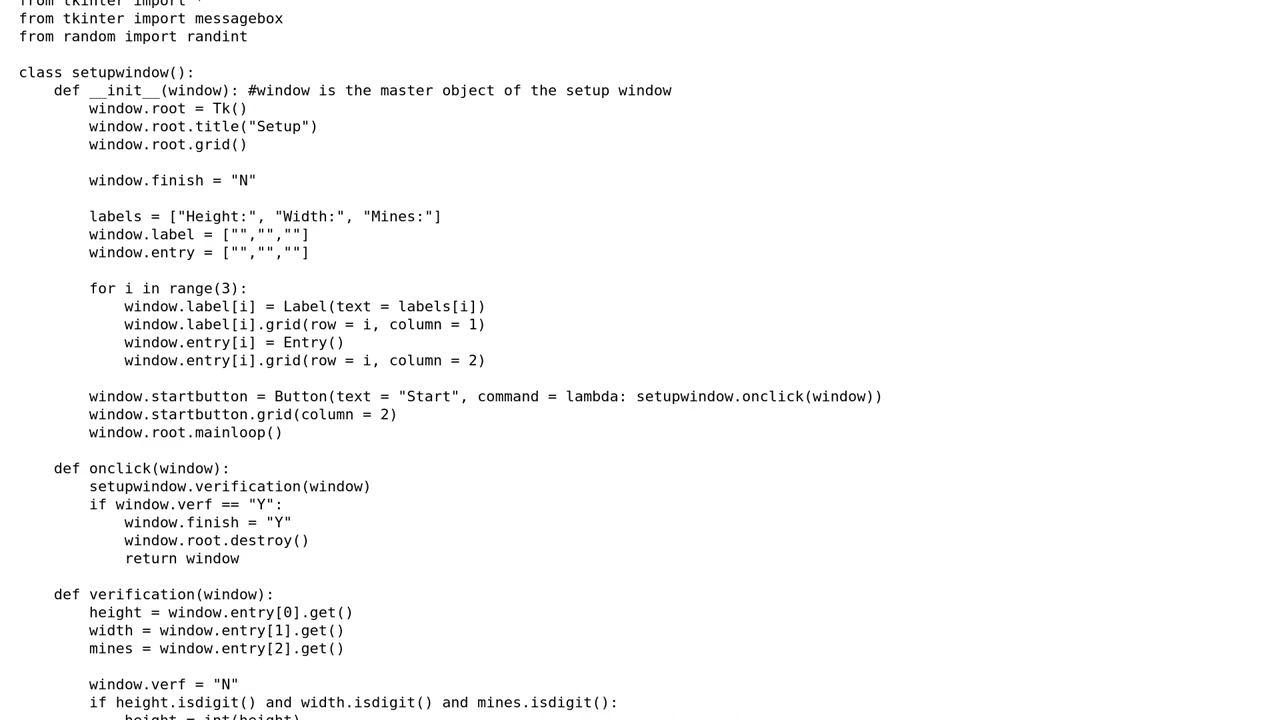 from tkinter import *
from tkinter import messagebox
from random import randint

class setupwindow():
    def __init__(window): #window is the master object of the setup window
        window.root = Tk()
        window.root.title("Setup")
        window.root.grid()

        window.finish = "N"

        labels = ["Height:", "Width:", "Mines:"]
        window.label = ["","",""]
        window.entry = ["","",""]

        for i in range(3):
            window.label[i] = Label(text = labels[i])
            window.label[i].grid(row = i, column = 1)
            window.entry[i] = Entry()
            window.entry[i].grid(row = i, column = 2)

        window.startbutton = Button(text = "Start", command = lambda: setupwindow.onclick(window))
        window.startbutton.grid(column = 2)
        window.root.mainloop()

    def onclick(window):
        setupwindow.verification(window)
        if window.verf == "Y":
            window.finish = "Y"
            window.root.destroy()
            return window

    def verification(window):
        height = window.entry[0].get()
        width = window.entry[1].get()
        mines = window.entry[2].get()

        window.verf = "N"
        if height.isdigit() and width.isdigit() and mines.isdigit():
            height = int(height)